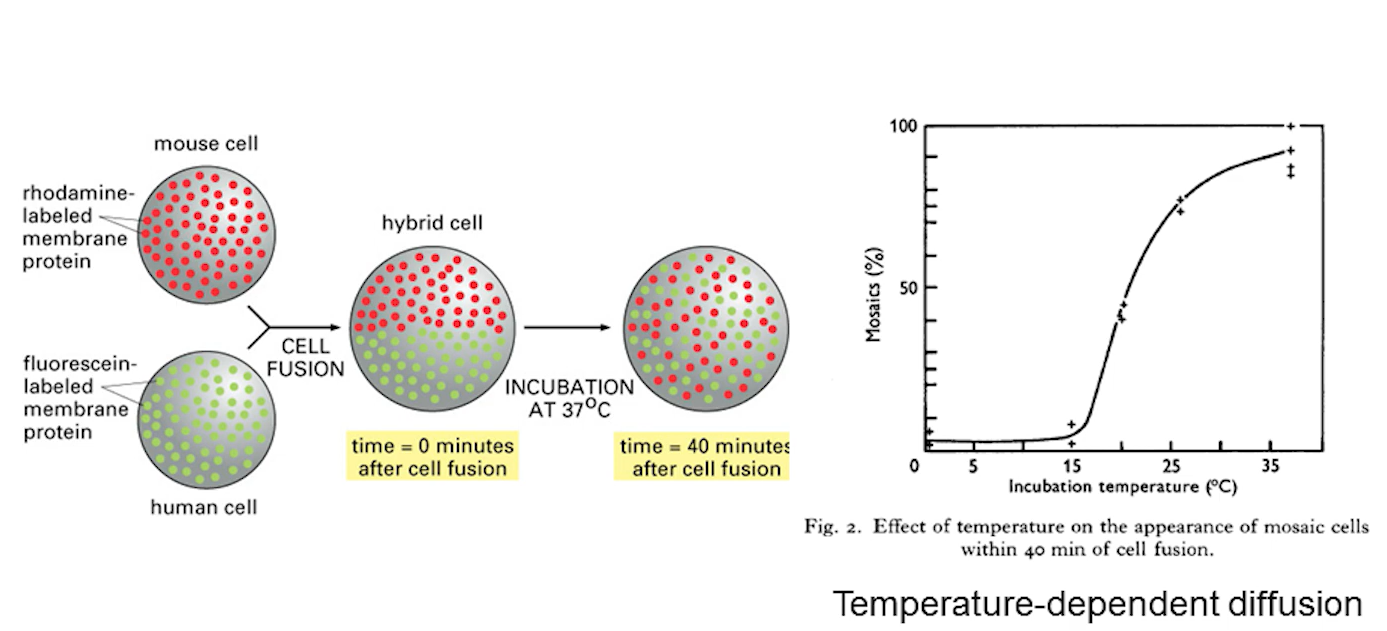 mouse cell
rhodamine-
labeled
membrane
protein
fluorescein-
labeled
membrane
protein
human cell
CELL
FUSION
hybrid cell
time = 0 minutes
after cell fusion
INCUBATION
AT 37°C
time = 40 minutes
after cell fusion
100
50
Mosaics (%)
0 5 15 25 35
Incubation temperature (°C)
Fig. 2. Effect of temperature on the appearance of mosaic cells
within 40 min of cell fusion.
Temperature-dependent diffusion